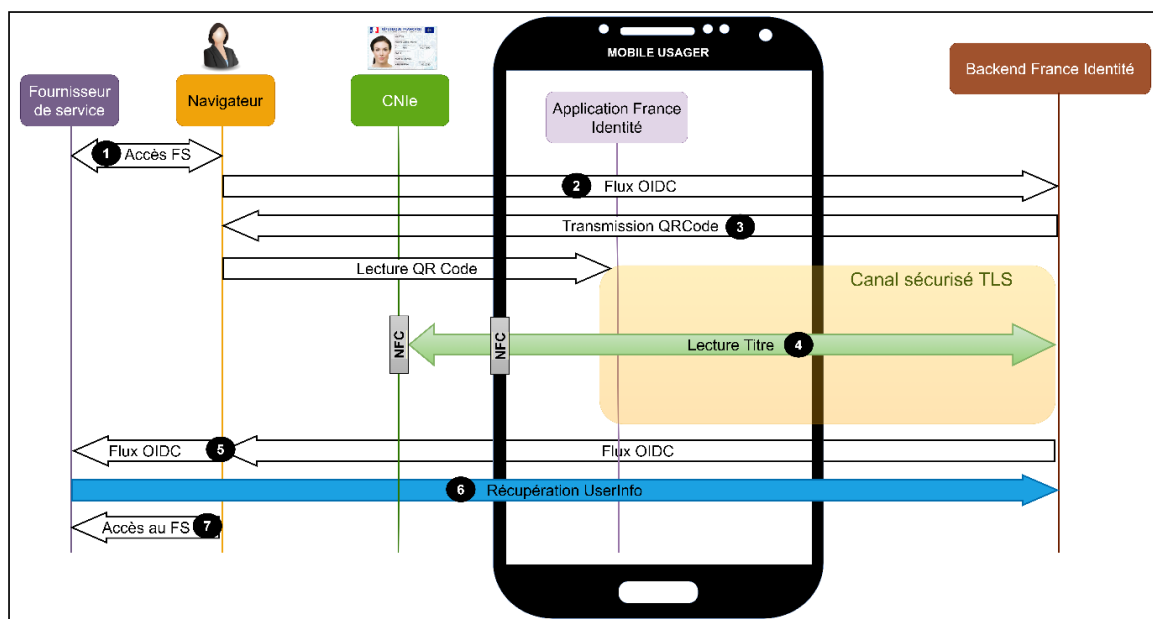 MOBILE USAGER
RÉPUBLIQUE FRANÇAISE
Fournisseur
de service
Navigateur
CNIe
Application France
Identité
Backend France Identité
1 Accès FS
2 Flux OIDC
Transmission QRCode 3
Lecture QR Code
Canal sécurisé TLS
NFC
NFC
Lecture Titre 4
Flux OIDC 5
Flux OIDC
6 Récupération UserInfo
Accès au FS 7